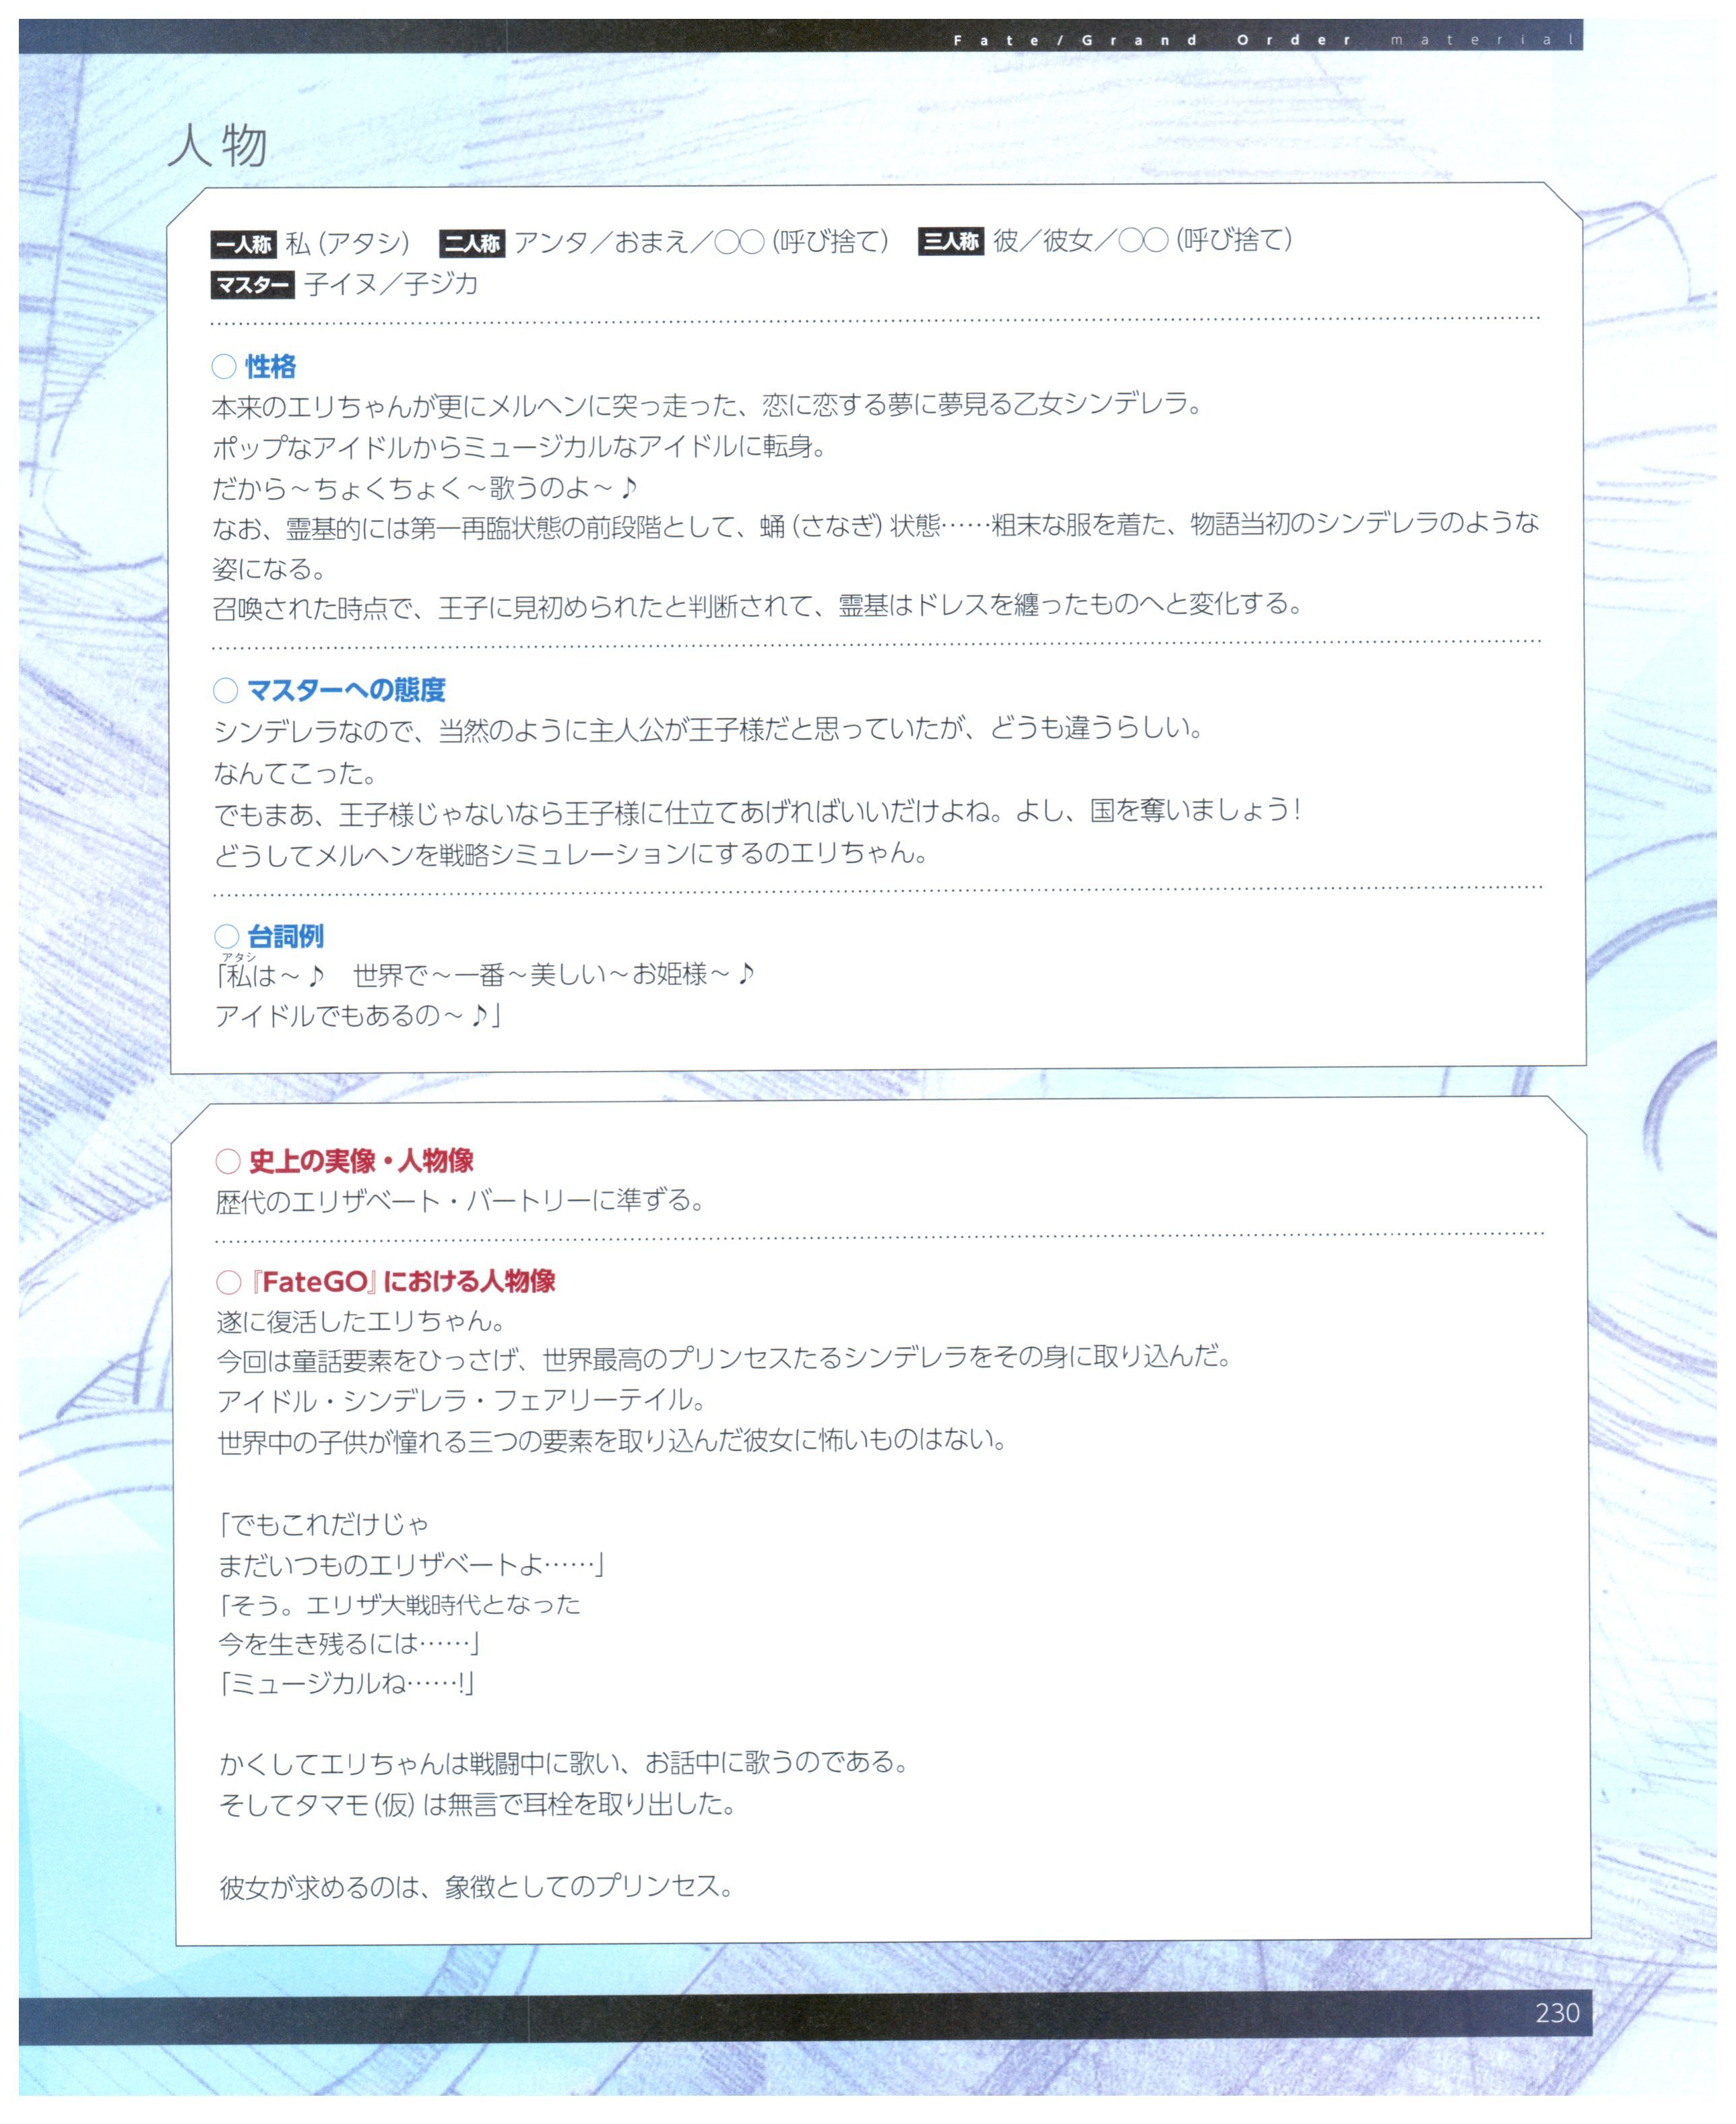 Fate/Grand Order material
人物
一人称 私（アタシ） 二人称 アンタ／おまえ／○○（呼び捨て） 三人称 彼／彼女／○○（呼び捨て）
マスター 子イヌ／子ジカ
○ 性格
本来のエリちゃんが更にメルヘンに突っ走った、恋に恋する夢に夢見る乙女シンデレラ。
ポップなアイドルからミュージカルなアイドルに転身。
だから～ちょくちょく～歌うのよ～♪
なお、霊基的には第一再臨状態の前段階として、蛹（さなぎ）状態……粗末な服を着た、物語当初のシンデレラのような
姿になる。
召喚された時点で、王子に見初められたと判断されて、霊基はドレスを纏ったものへと変化する。
○ マスターへの態度
シンデレラなので、当然のように主人公が王子様だと思っていたが、どうも違うらしい。
なんてこった。
でもまあ、王子様じゃないなら王子様に仕立てあげればいいだけよね。よし、国を奪いましょう！
どうしてメルヘンを戦略シミュレーションにするのエリちゃん。
○ 台詞例
アタシ
「私は～♪　世界で～一番～美しい～お姫様～♪
アイドルでもあるの～♪」
○ 史上の実像・人物像
歴代のエリザベート・バートリーに準ずる。
○ 『FateGO』における人物像
遂に復活したエリちゃん。
今回は童話要素をひっさげ、世界最高のプリンセスたるシンデレラをその身に取り込んだ。
アイドル・シンデレラ・フェアリーテイル。
世界中の子供が憧れる三つの要素を取り込んだ彼女に怖いものはない。
「でもこれだけじゃ
まだいつものエリザベートよ……」
「そう。エリザ大戦時代となった
今を生き残るには……」
「ミュージカルね……!」
かくしてエリちゃんは戦闘中に歌い、お話中に歌うのである。
そしてタマモ（仮）は無言で耳栓を取り出した。
彼女が求めるのは、象徴としてのプリンセス。
230